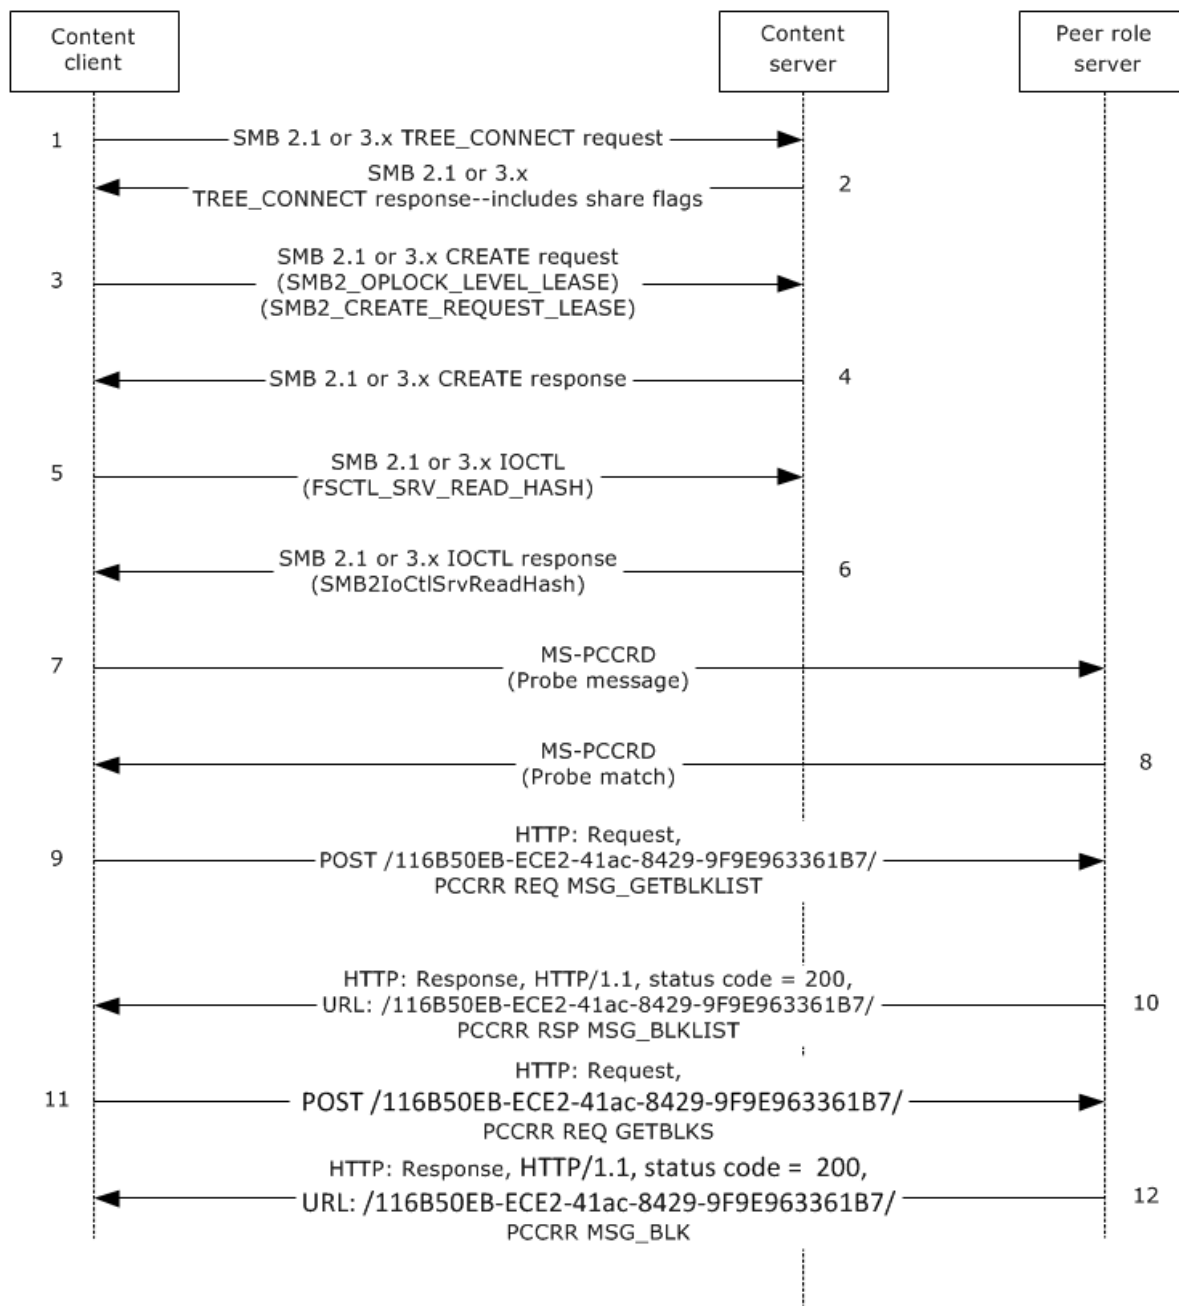 Content
client
Content
server
Peer role
server
1
SMB 2.1 or 3.x TREE_CONNECT request
SMB 2.1 or 3.x
TREE_CONNECT response--includes share flags
2
3
SMB 2.1 or 3.x CREATE request
(SMB2_OPLOCK_LEVEL_LEASE)
(SMB2_CREATE_REQUEST_LEASE)
SMB 2.1 or 3.x CREATE response
4
5
SMB 2.1 or 3.x IOCTL
(FSCTL_SRV_READ_HASH)
SMB 2.1 or 3.x IOCTL response
(SMB2IoCtlSrvReadHash)
6
7
MS-PCCRD
(Probe message)
MS-PCCRD
(Probe match)
8
9
HTTP: Request,
POST /116B50EB-ECE2-41ac-8429-9F9E963361B7/
PCCRR REQ MSG_GETBLKLIST
HTTP: Response, HTTP/1.1, status code = 200,
URL: /116B50EB-ECE2-41ac-8429-9F9E963361B7/
PCCRR RSP MSG_BLKLIST
10
11
HTTP: Request,
POST /116B50EB-ECE2-41ac-8429-9F9E963361B7/
PCCRR REQ GETBLKS
HTTP: Response, HTTP/1.1, status code =  200,
URL: /116B50EB-ECE2-41ac-8429-9F9E963361B7/
PCCRR MSG_BLK
12